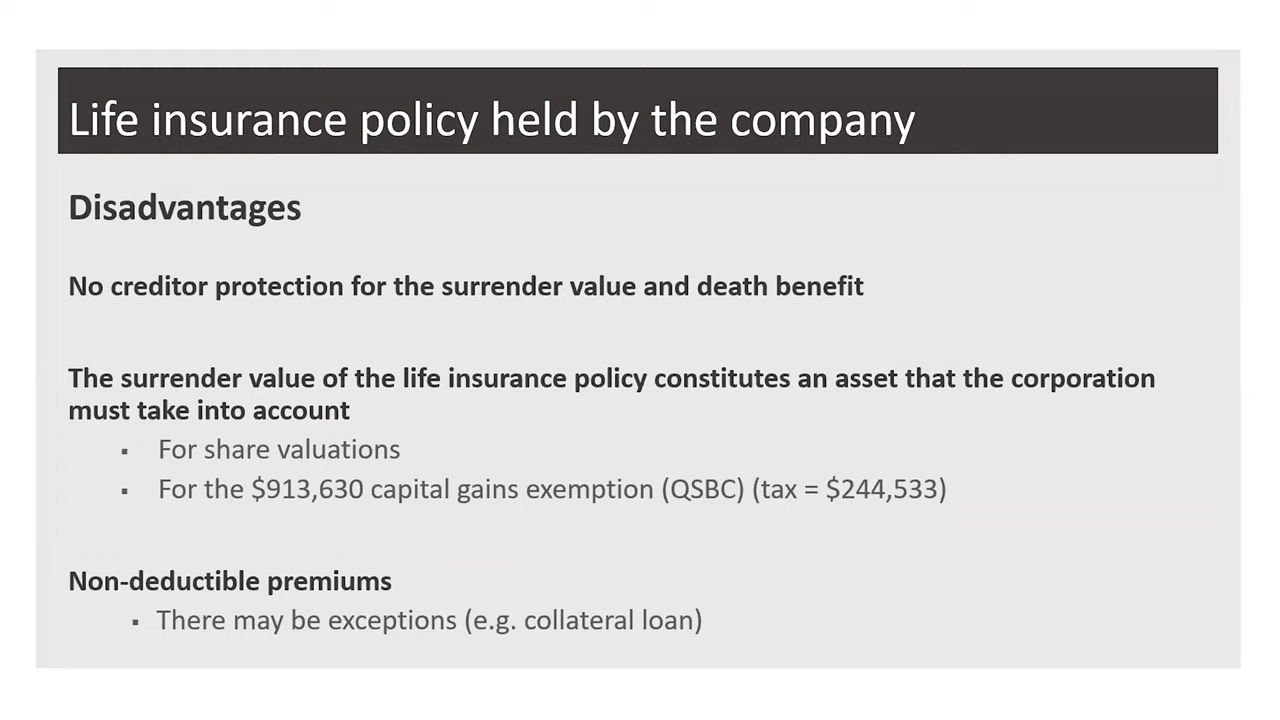 Life insurance policy held by the company
Disadvantages
No creditor protection for the surrender value and death benefit
The surrender value of the life insurance policy constitutes an asset that the corporation
must take into account
▪ For share valuations
▪ For the $913,630 capital gains exemption (QSBC) (tax = $244,533)
Non-deductible premiums
▪ There may be exceptions (e.g. collateral loan)